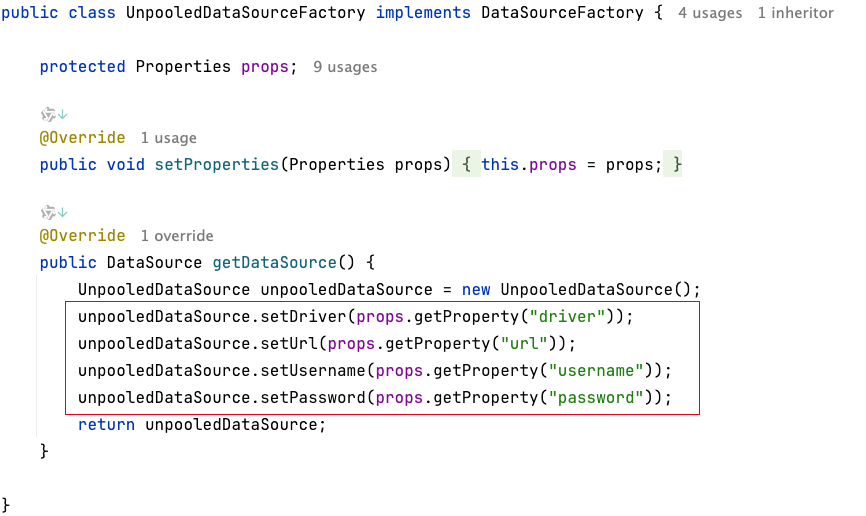 public class UnpooledDataSourceFactory implements DataSourceFactory { 4 usages 1 inheritor
protected Properties props; 9 usages
@Override 1 usage
public void setProperties(Properties props) { this.props = props; }
@Override 1 override
public DataSource getDataSource() {
UnpooledDataSource unpooledDataSource = new UnpooledDataSource();
unpooledDataSource.setDriver(props.getProperty("driver"));
unpooledDataSource.setUrl(props.getProperty("url"));
unpooledDataSource.setUsername(props.getProperty("username"));
unpooledDataSource.setPassword(props.getProperty("password"));
return unpooledDataSource;
}
}